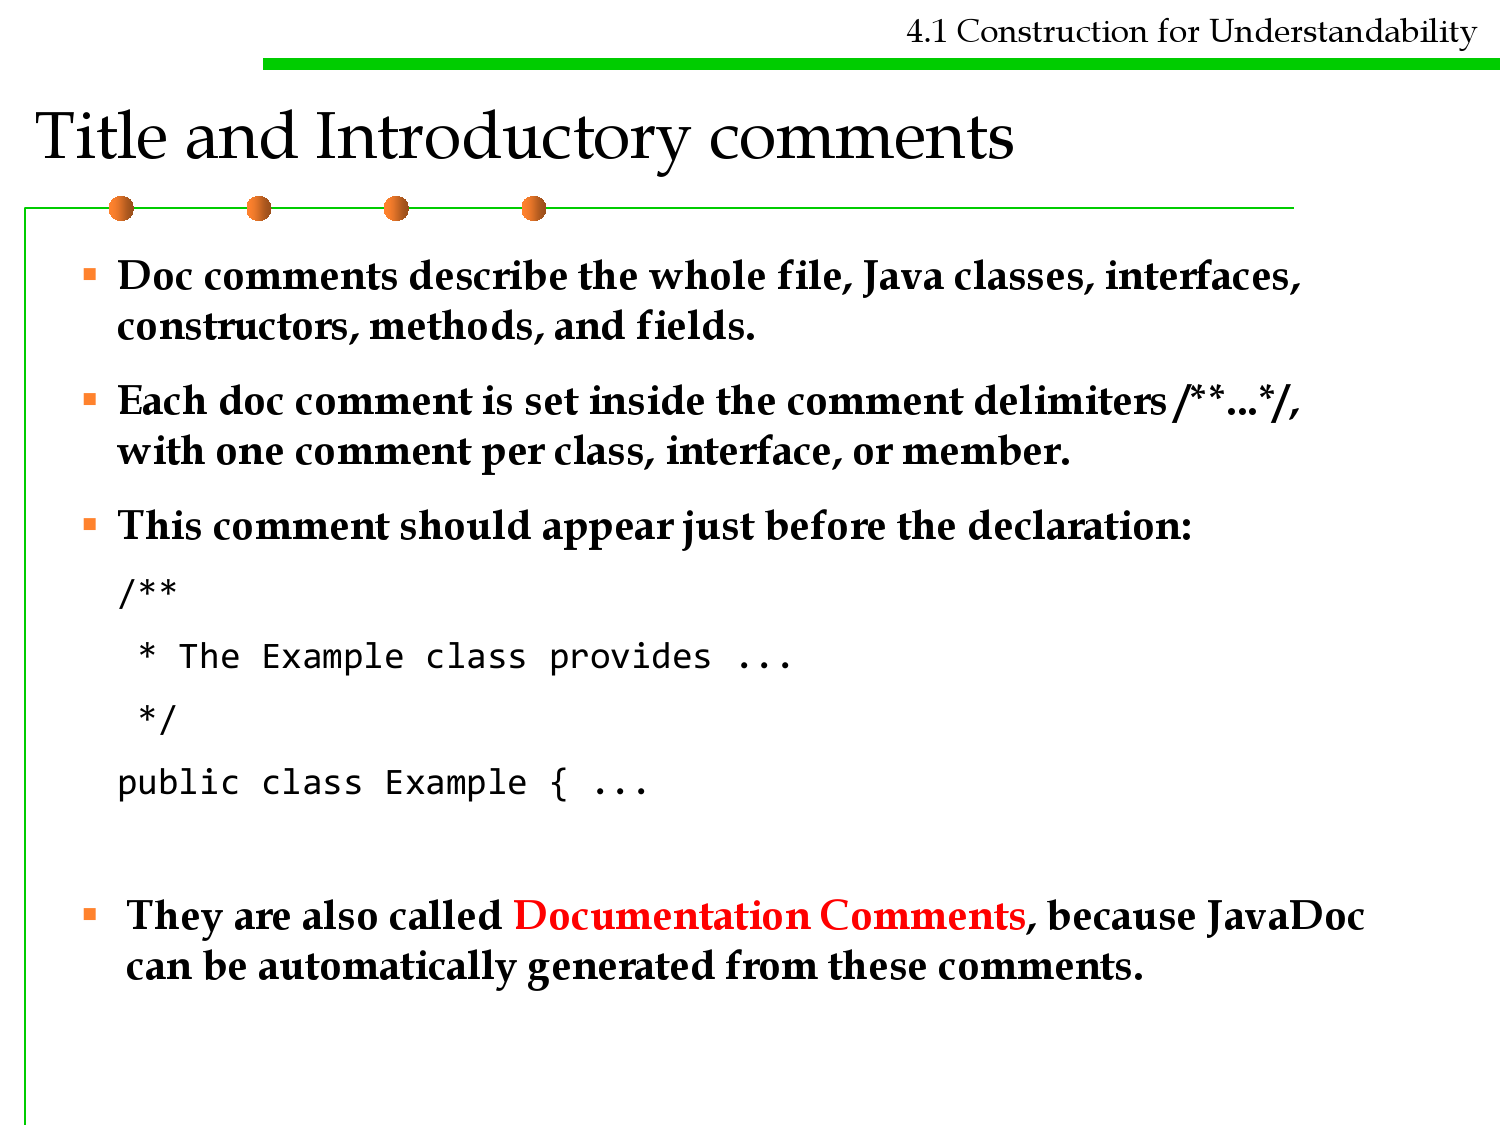 4.1 Construction for Understandability
Title and Introductory comments
▪ Doc comments describe the whole file, Java classes, interfaces,
constructors, methods, and fields.
▪ Each doc comment is set inside the comment delimiters /**...*/,
with one comment per class, interface, or member.
▪ This comment should appear just before the declaration:
/**
 * The Example class provides ...
 */
public class Example { ...
▪ They are also called Documentation Comments, because JavaDoc
can be automatically generated from these comments.